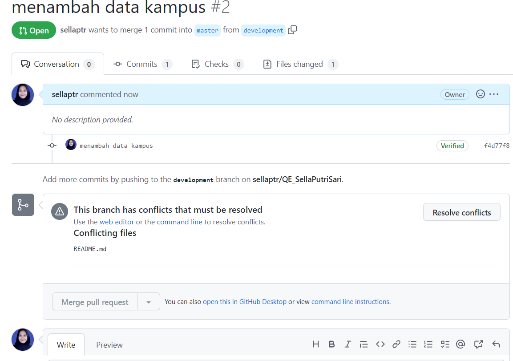 menambah data kampus #2
Open sellaptr wants to merge 1 commit into master from development
Conversation 0 Commits 1 Checks 0 Files changed 1
sellaptr commented now Owner
No description provided.
menambah data kampus Verified f4d77f8
Add more commits by pushing to the development branch on sellaptr/QE_SellaPutriSari.
This branch has conflicts that must be resolved
Resolve conflicts
Use the web editor or the command line to resolve conflicts.
Conflicting files
README.md
Merge pull request You can also open this in GitHub Desktop or view command line instructions.
Write Preview